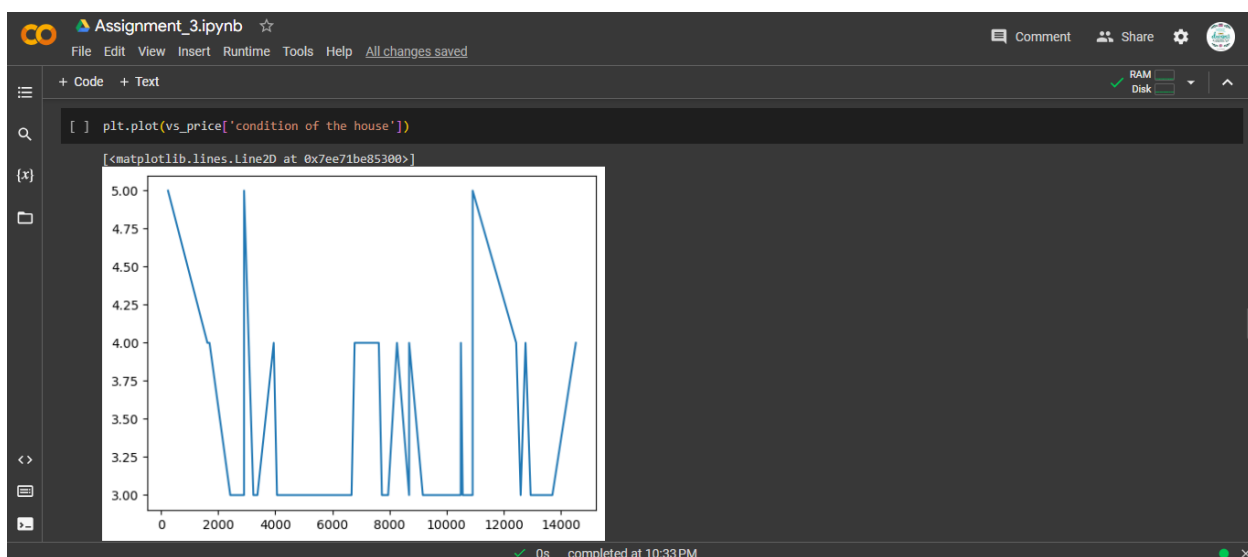 Assignment_3.ipynb
File Edit View Insert Runtime Tools Help All changes saved
Comment Share
+ Code + Text
RAM
Disk
{x}
[ ] plt.plot(vs_price['condition of the house'])
[<matplotlib.lines.Line2D at 0x7ee71be85300>]
5.00
4.75
4.50
4.25
4.00
3.75
3.50
3.25
3.00
0 2000 4000 6000 8000 10000 12000 14000
0s completed at 10:33 PM